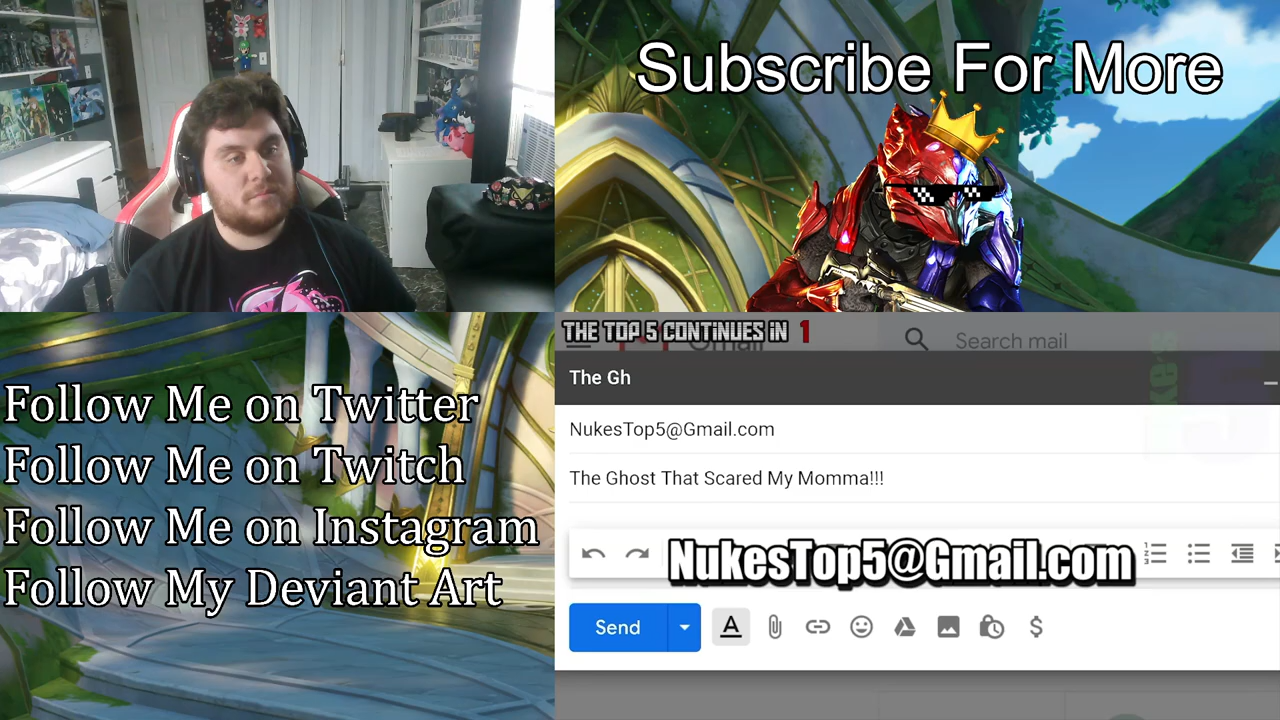 Subscribe For More
Follow Me on Twitter
Follow Me on Twitch
Follow Me on Instagram
Follow My Deviant Art
THE TOP 5 CONTINUES IN 1
Gmail
Search mail
The Gh
NukesTop5@Gmail.com
The Ghost That Scared My Momma!!!
NukesTop5@Gmail.com
Send